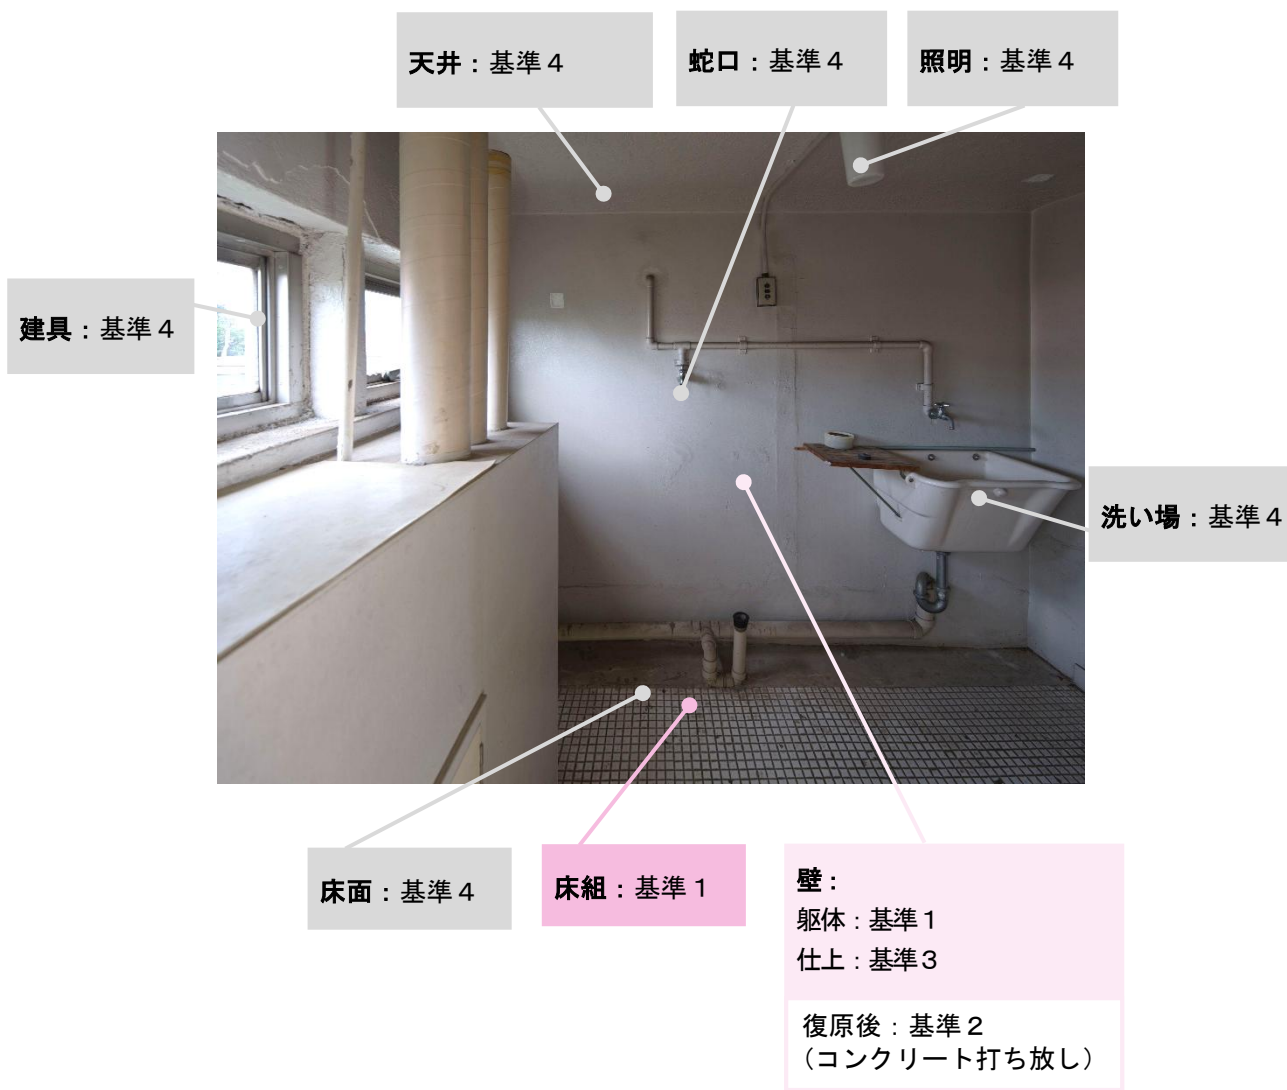 天井：基準４
蛇口：基準４
照明：基準４
建具：基準４
洗い場：基準４
床面：基準４
床組：基準１
壁：
躯体：基準１
仕上：基準３
復原後：基準２
（コンクリート打ち放し）